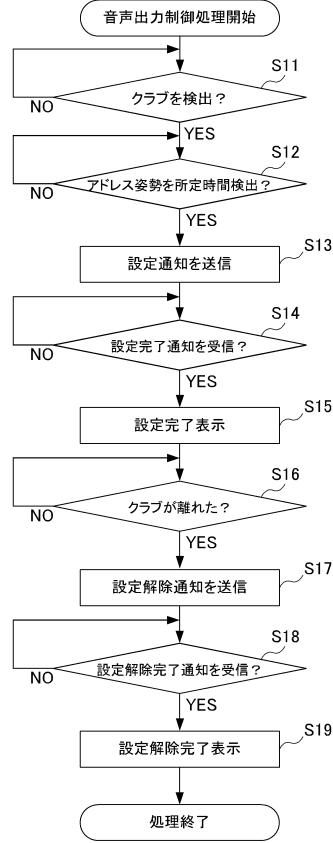 音声出力制御処理開始
S11
クラブを検出?
NO
YES
S12
アドレス姿勢を所定時間検出?
NO
YES
S13
設定通知を送信
S14
設定完了通知を受信?
NO
YES
S15
設定完了表示
S16
クラブが離れた?
NO
YES
S17
設定解除通知を送信
S18
設定解除完了通知を受信?
NO
YES
S19
設定解除完了表示
処理終了